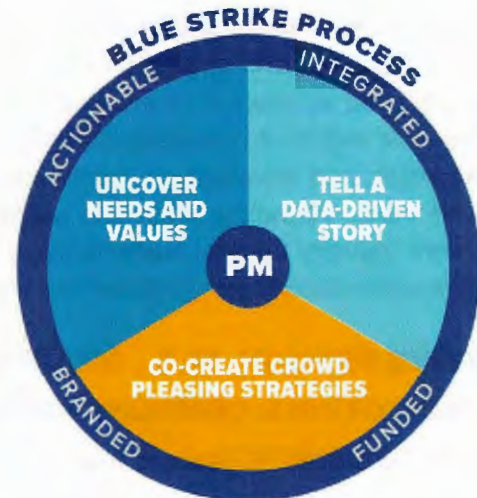 BLUE STRIKE PROCESS
ACTIONABLE
INTEGRATED
UNCOVER
NEEDS AND
VALUES
TELL A
DATA-DRIVEN
STORY
PM
CO-CREATE CROWD
PLEASING STRATEGIES
BRANDED
FUNDED